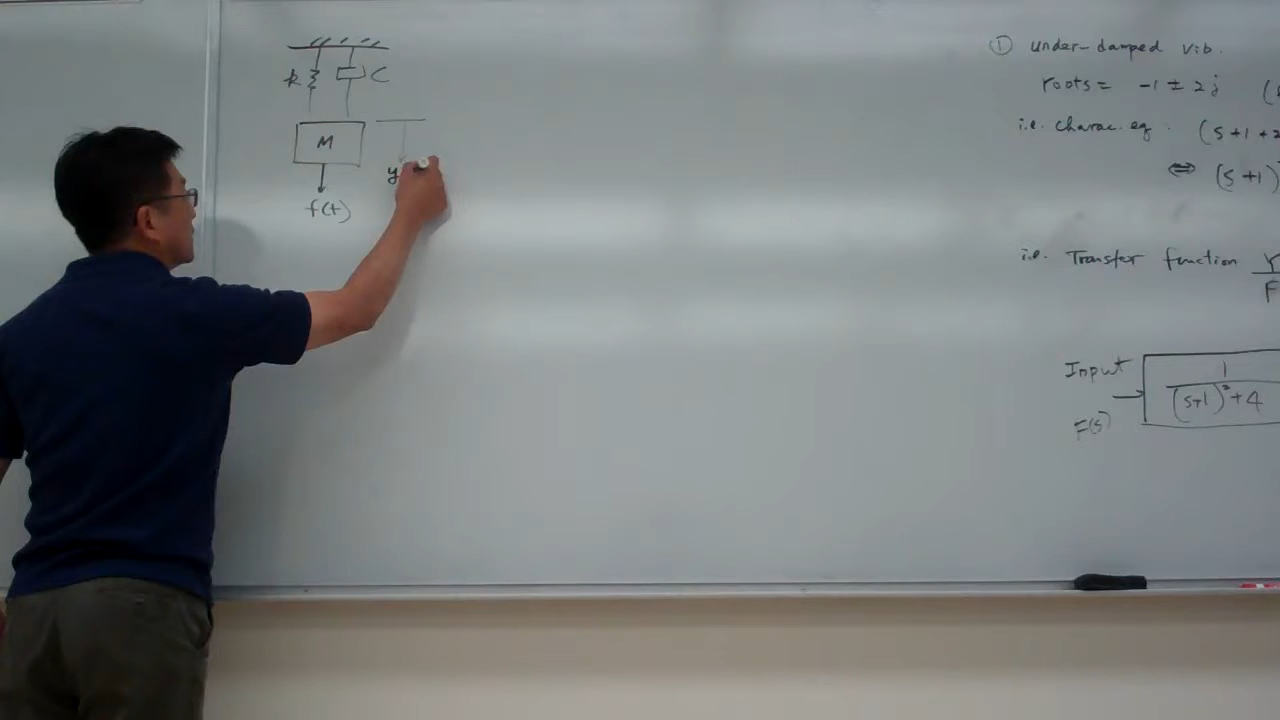 k C
M
y
f(t)
① under-damped vib.
roots = -1 ± 2j (
i.e. charac. eq. (s+1+2
⇔ (s+1)
i.e. Transfer function Y
F
Input 1
(s+1)²+4
F(s)